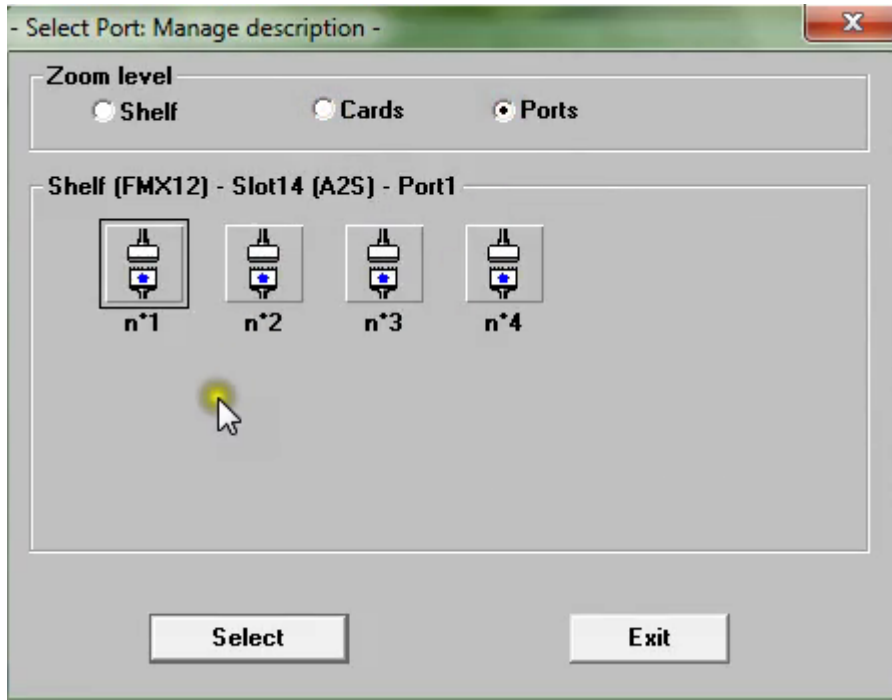 - Select Port: Manage description -
Zoom level
Shelf Cards Ports
Shelf (FMX12) - Slot14 (A2S) - Port1
n°1 n°2 n°3 n°4
Select Exit